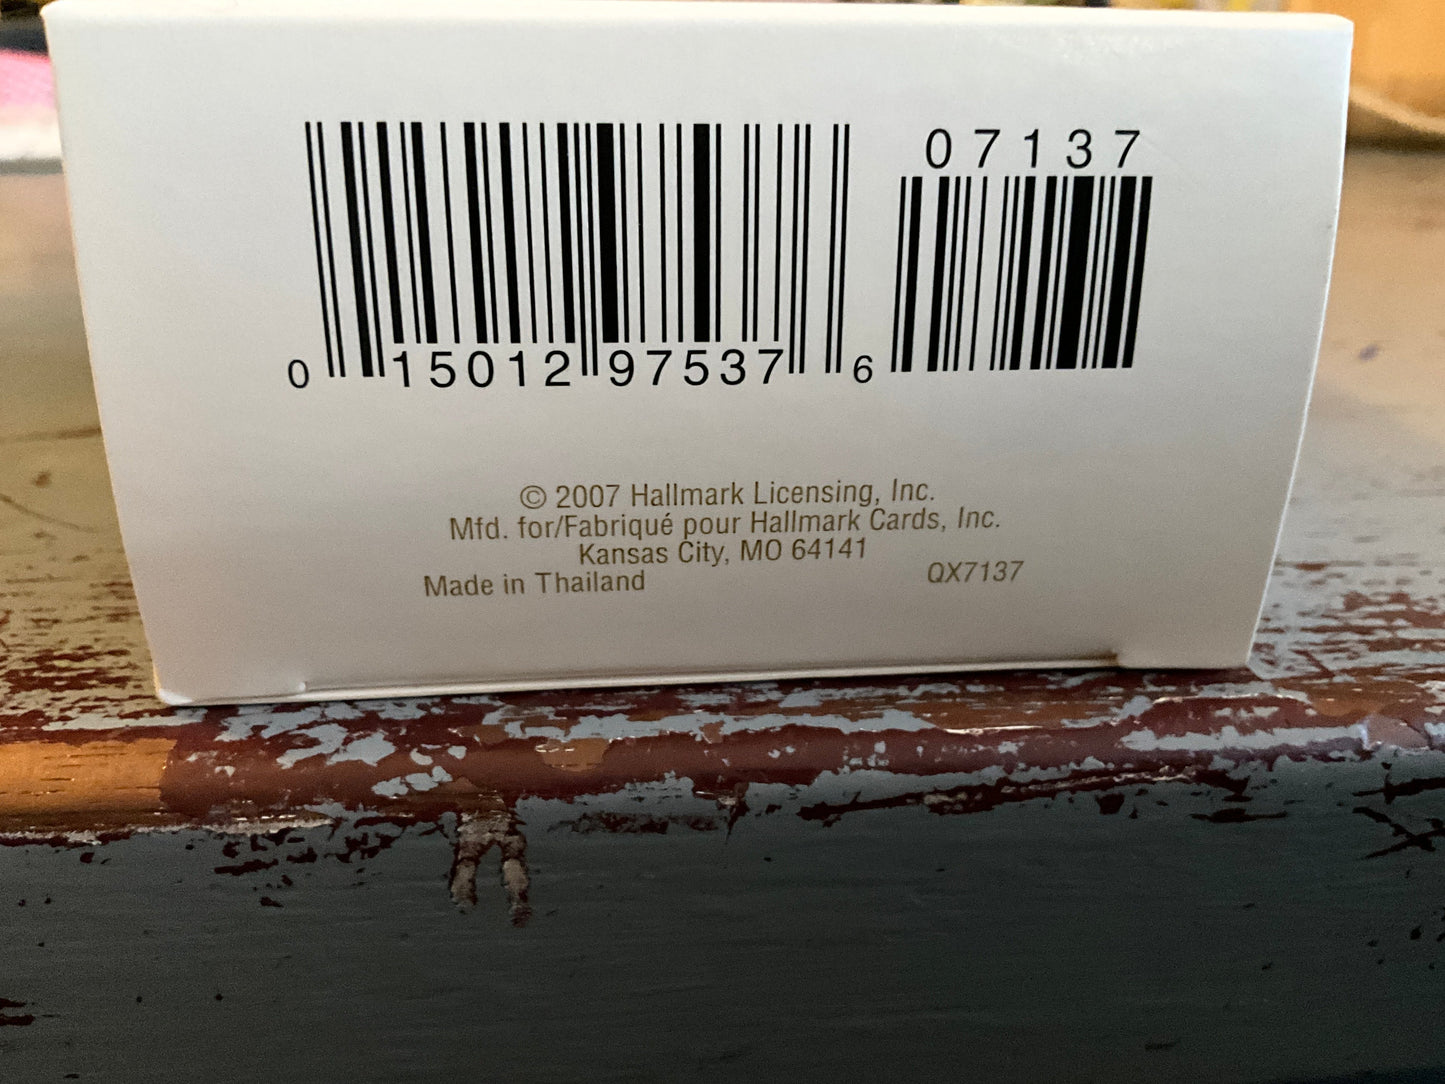 07137
0 15012 97537 6
© 2007 Hallmark Licensing, Inc.
Mfd. for/Fabriqué pour Hallmark Cards, Inc.
Kansas City, MO 64141
Made in Thailand QX7137